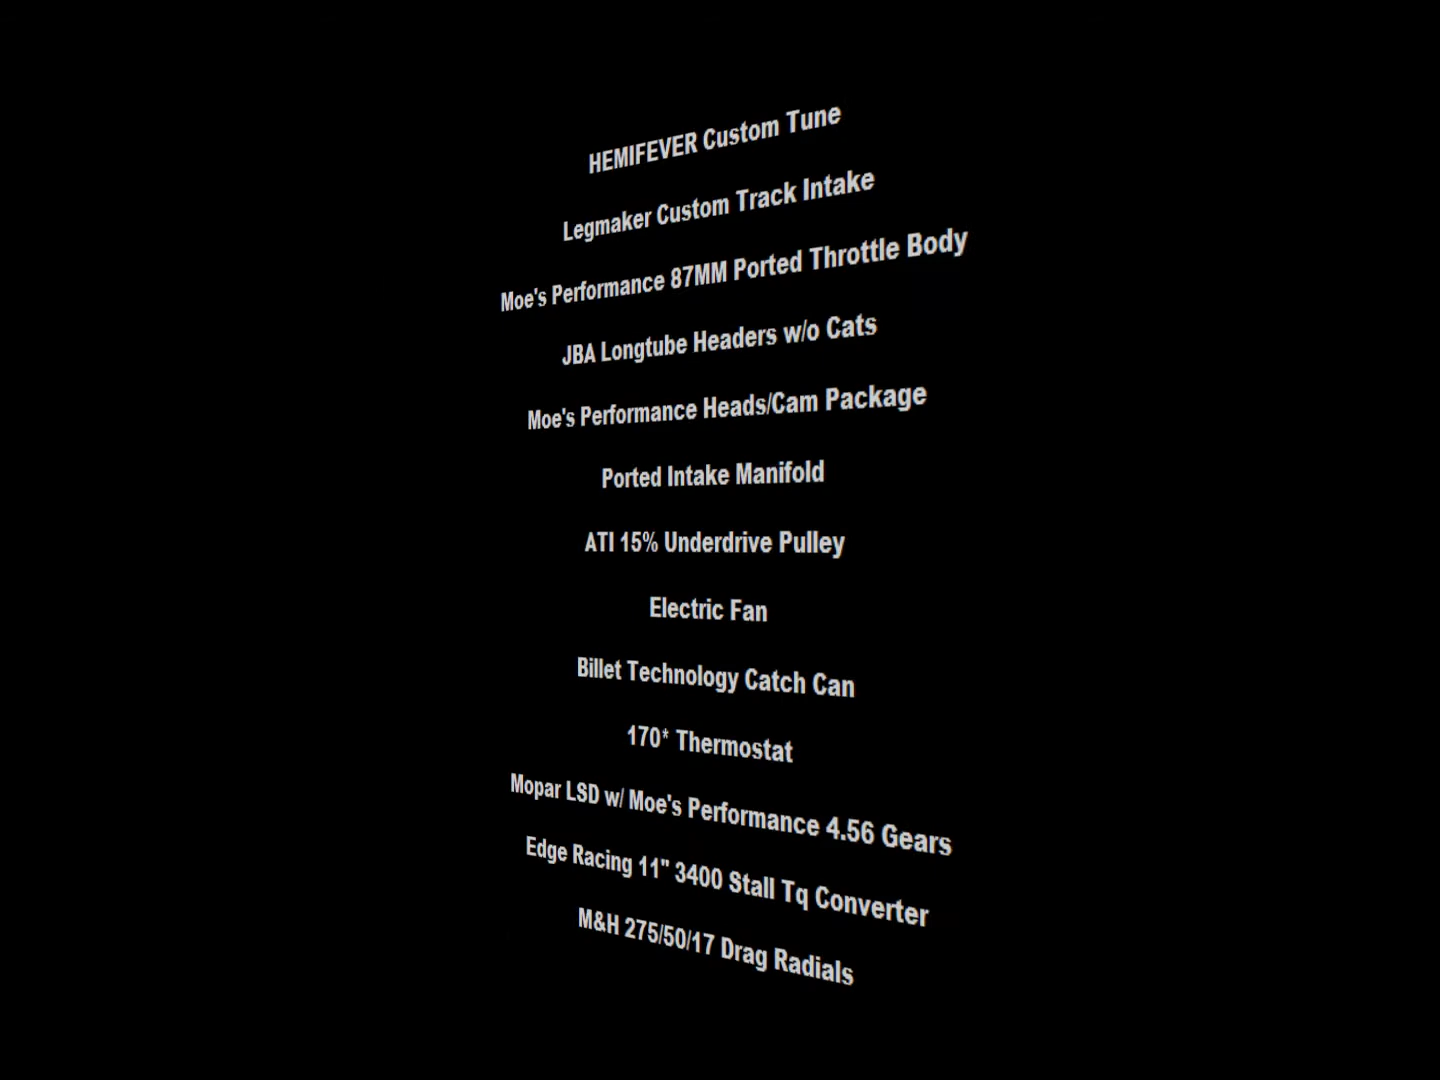 HEMIFEVER Custom Tune
Legmaker Custom Track Intake
Moe's Performance 87MM Ported Throttle Body
JBA Longtube Headers w/o Cats
Moe's Performance Heads/Cam Package
Ported Intake Manifold
ATI 15% Underdrive Pulley
Electric Fan
Billet Technology Catch Can
170* Thermostat
Mopar LSD w/ Moe's Performance 4.56 Gears
Edge Racing 11" 3400 Stall Tq Converter
M&H 275/50/17 Drag Radials